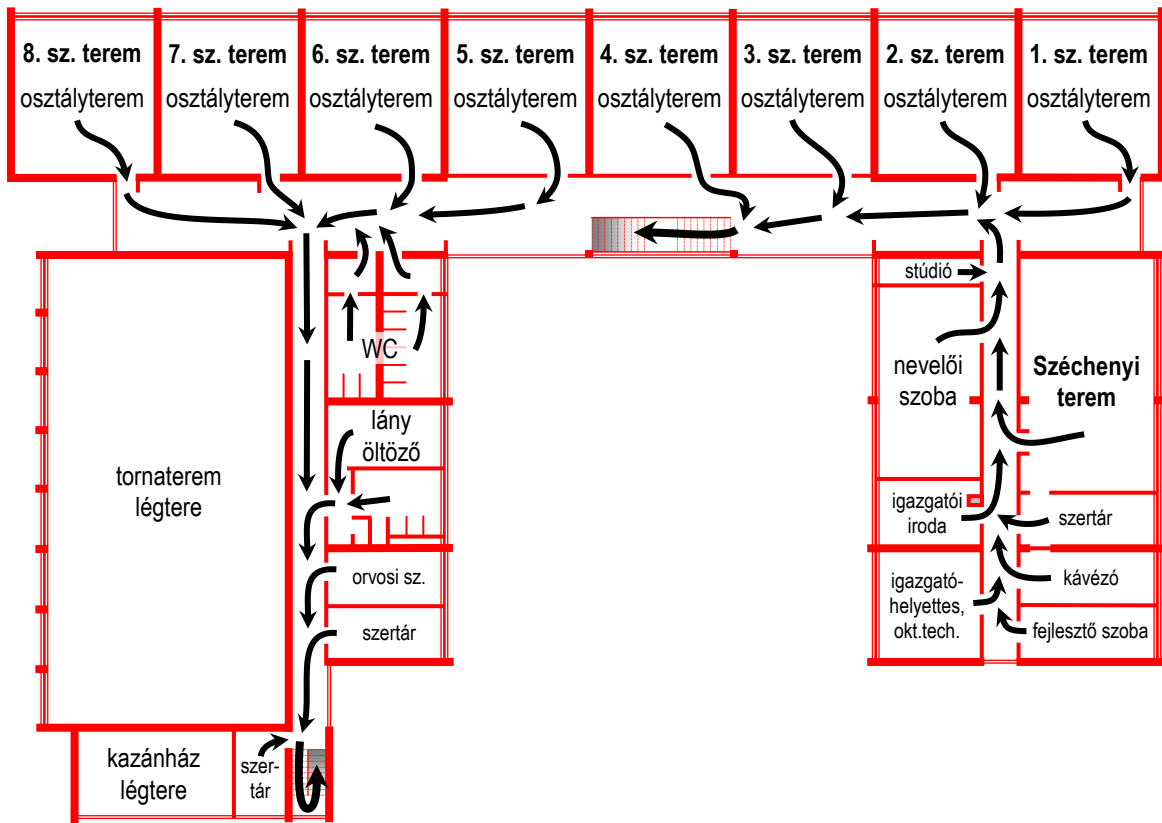 8. sz. terem
osztályterem
7. sz. terem
osztályterem
6. sz. terem
osztályterem
5. sz. terem
osztályterem
4. sz. terem
osztályterem
3. sz. terem
osztályterem
2. sz. terem
osztályterem
1. sz. terem
osztályterem
WC
lány
öltöző
tornaterem
légtere
orvosi sz.
szertár
kazánház
légtere
szer-
tár
stúdió
nevelői
szoba
Széchenyi
terem
igazgatói
iroda
szertár
igazgató-
helyettes,
okt.tech.
kávézó
fejlesztő szoba